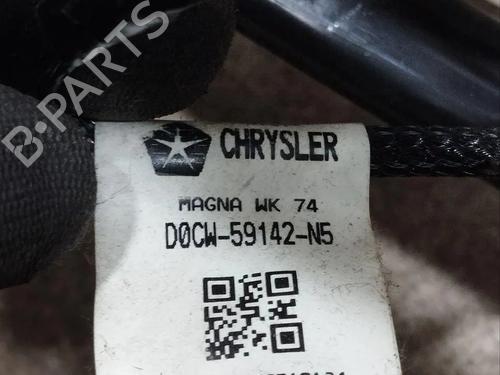 B-PARTS
CHRYSLER
MAGNA WK 74
D0CW-59142-N5